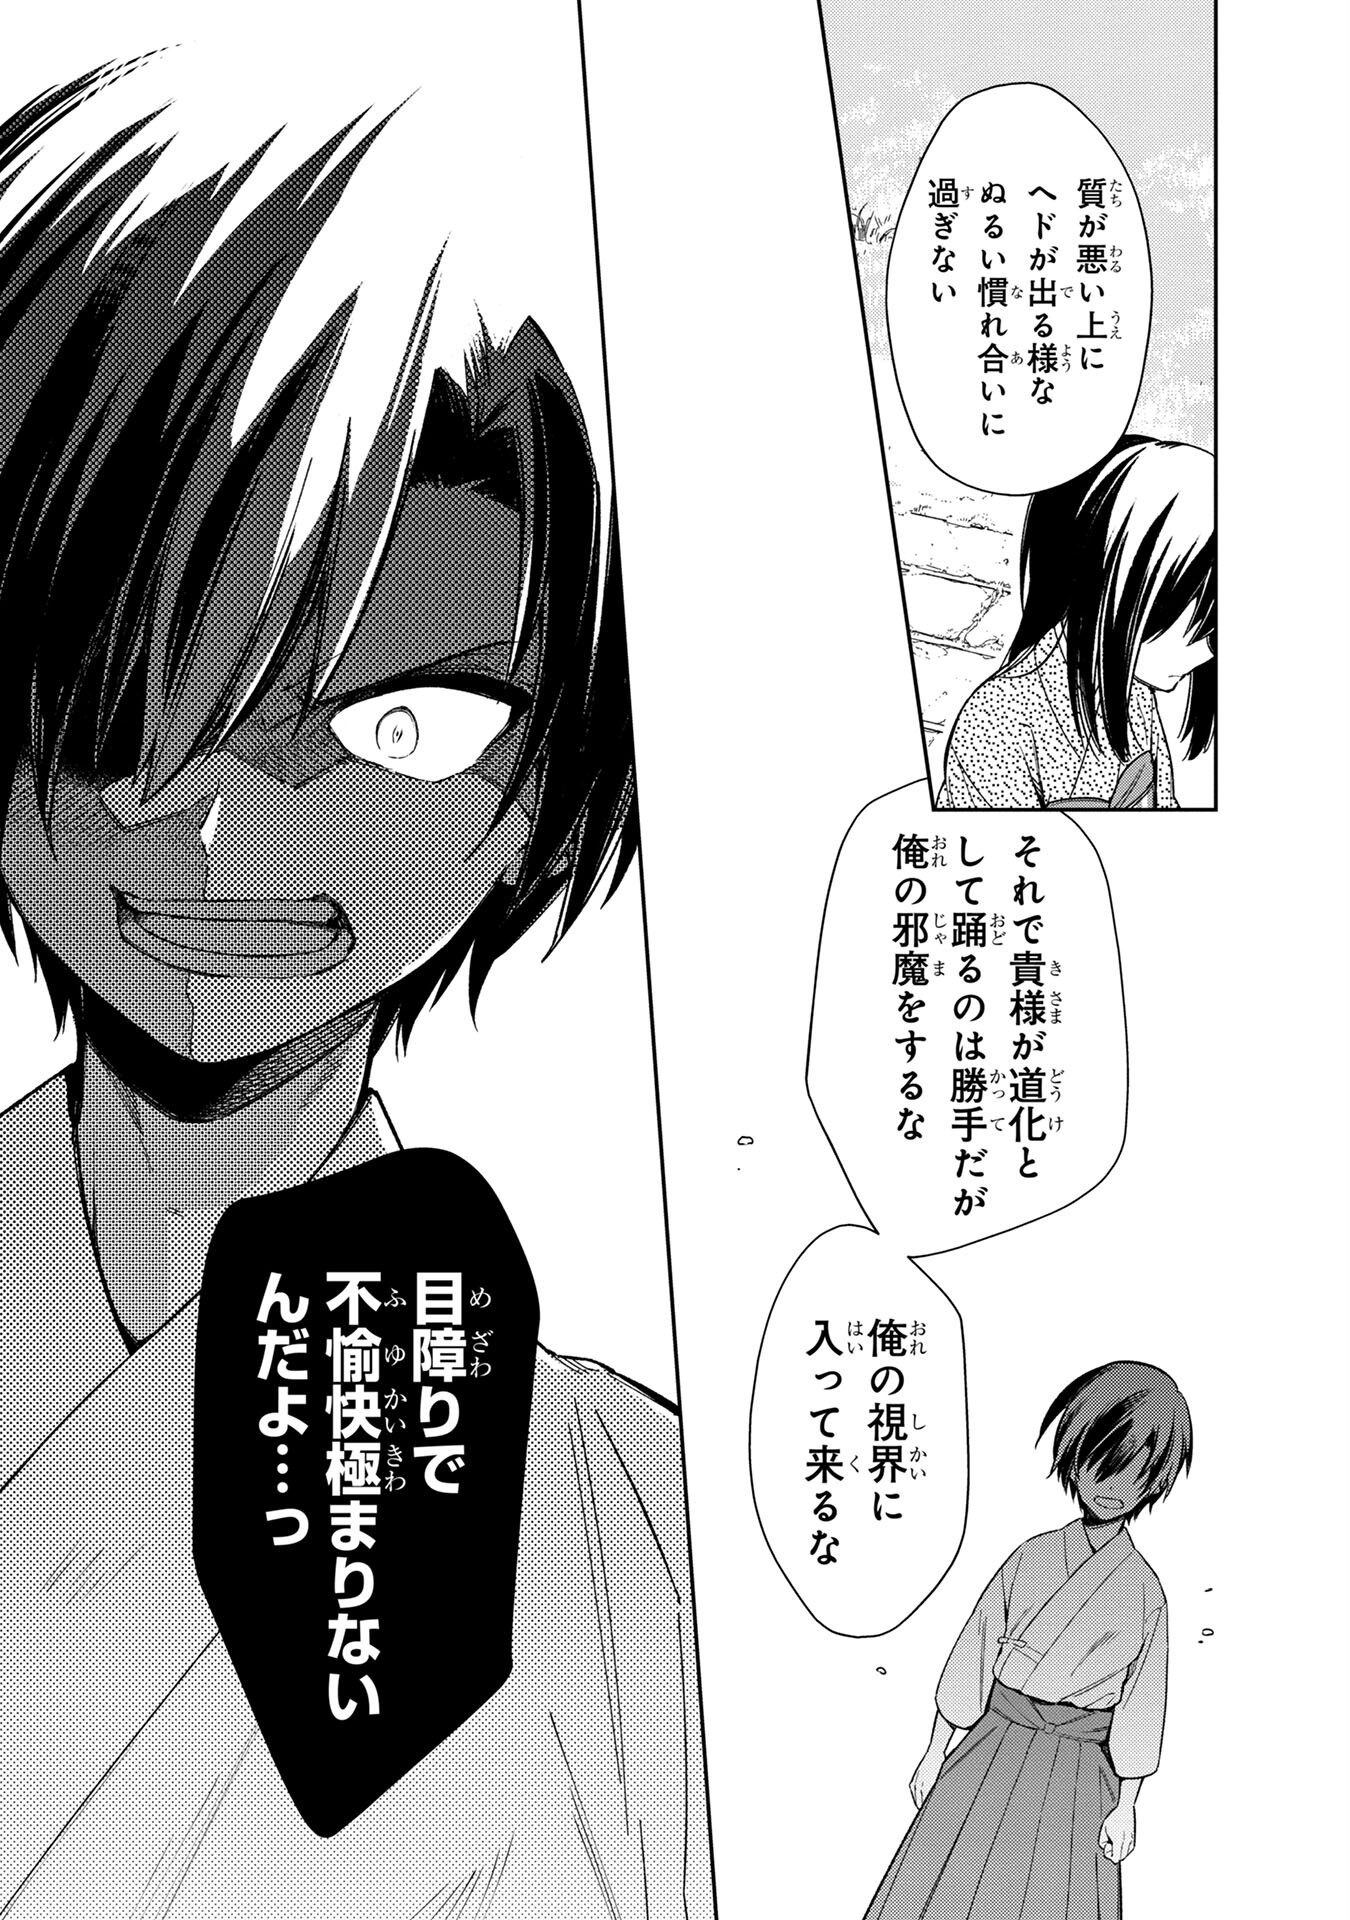 質が悪い上に
ヘドが出る様な
ぬるい慣れ合いに
過ぎない
それで貴様が道化と
して踊るのは勝手だが
俺の邪魔をするな
俺の視界に
入って来るな
目障りで
不愉快極まりない
んだよ…っ